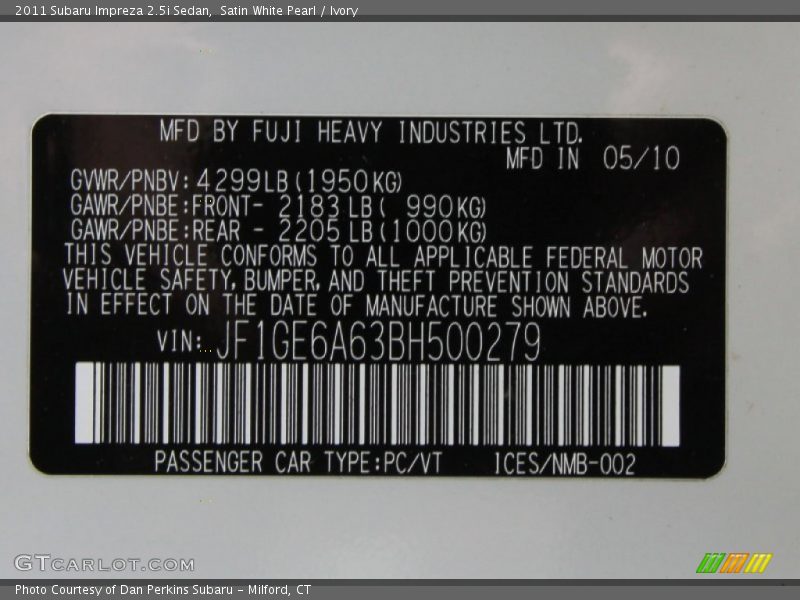 2011 Subaru Impreza 2.5i Sedan,  Satin White Pearl / Ivory
MFD BY FUJI HEAVY INDUSTRIES LTD.
MFD IN 05/10
GVWR/PNBV: 4299LB(1950KG)
GAWR/PNBE:FRONT- 2183 LB( 990KG)
GAWR/PNBE:REAR - 2205 LB(1000KG)
THIS VEHICLE CONFORMS TO ALL APPLICABLE FEDERAL MOTOR
VEHICLE SAFETY, BUMPER, AND THEFT PREVENTION STANDARDS
IN EFFECT ON THE DATE OF MANUFACTURE SHOWN ABOVE.
VIN: JF1GE6A63BH500279
PASSENGER CAR TYPE:PC/VT 1CES/NMB-002
GTCARLOT.COM
Photo Courtesy of Dan Perkins Subaru - Milford, CT